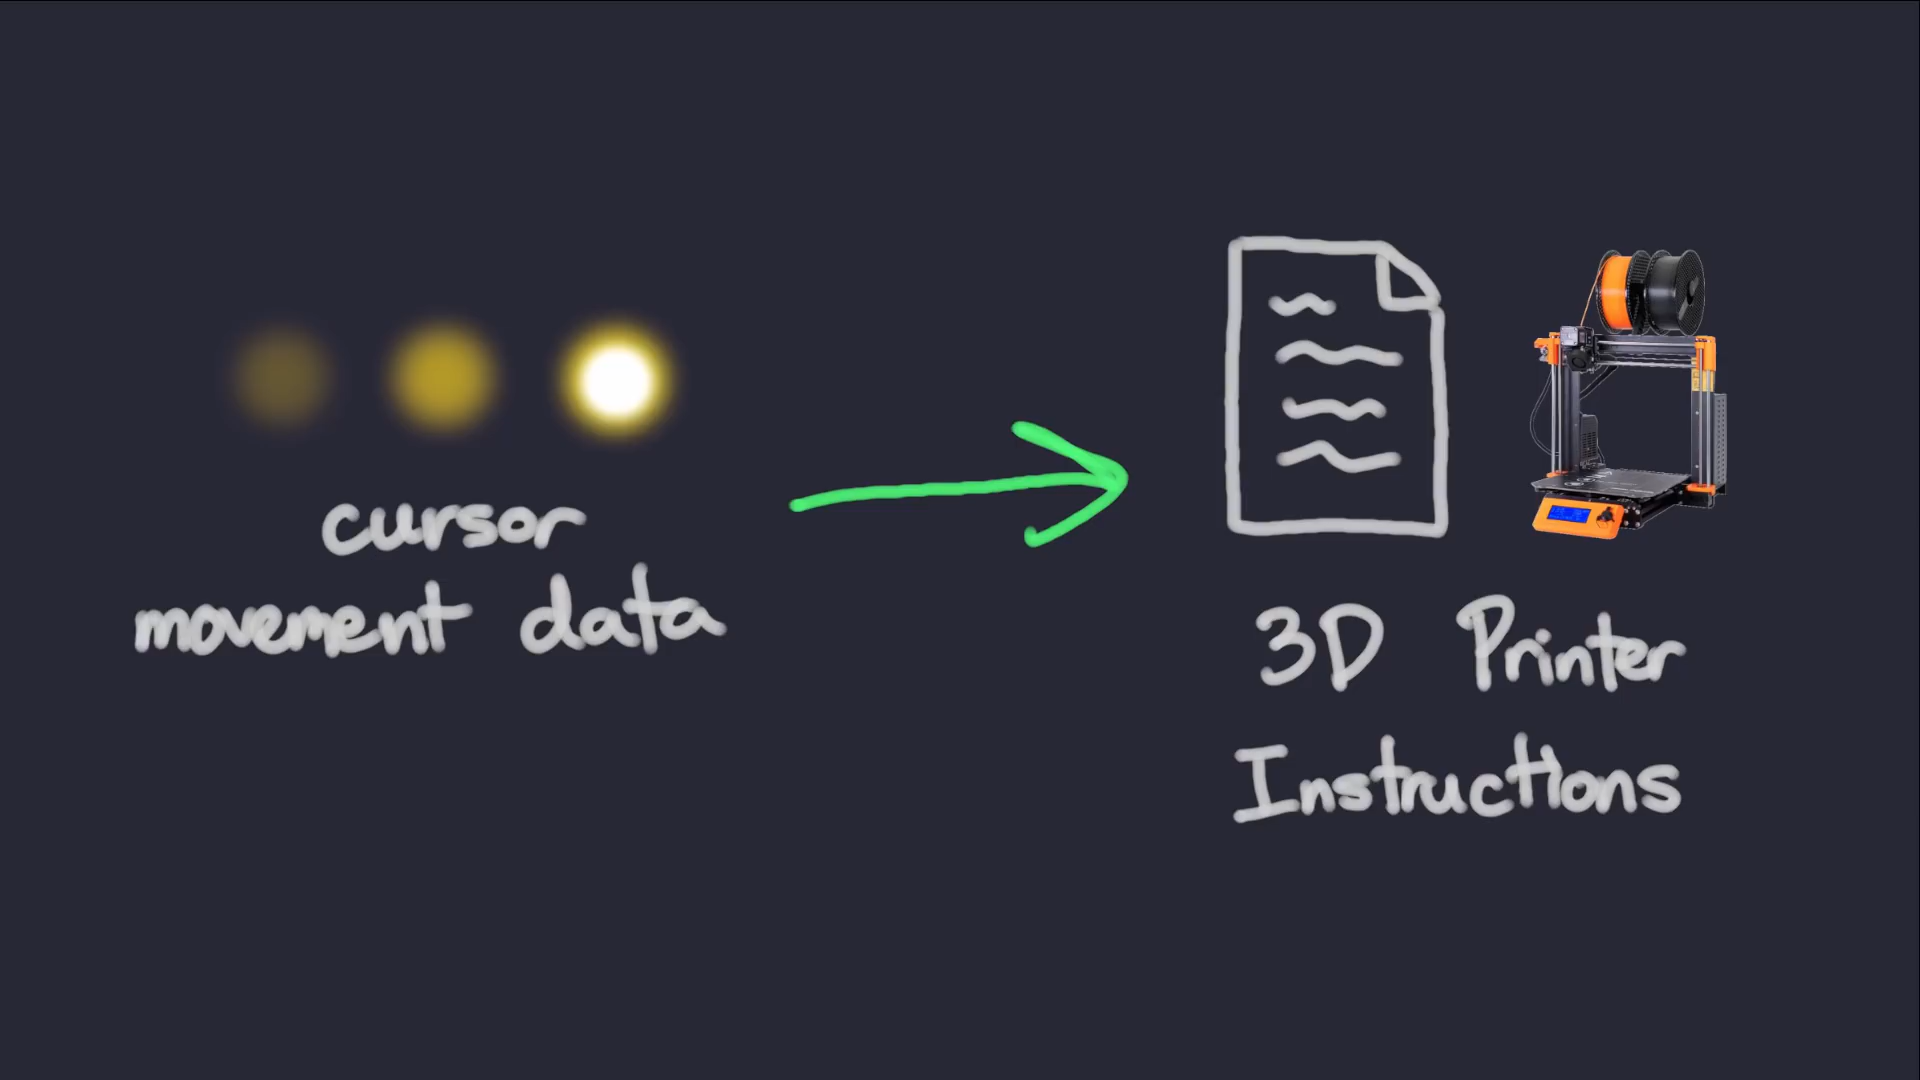 cursor
movement data
3D Printer
Instructions